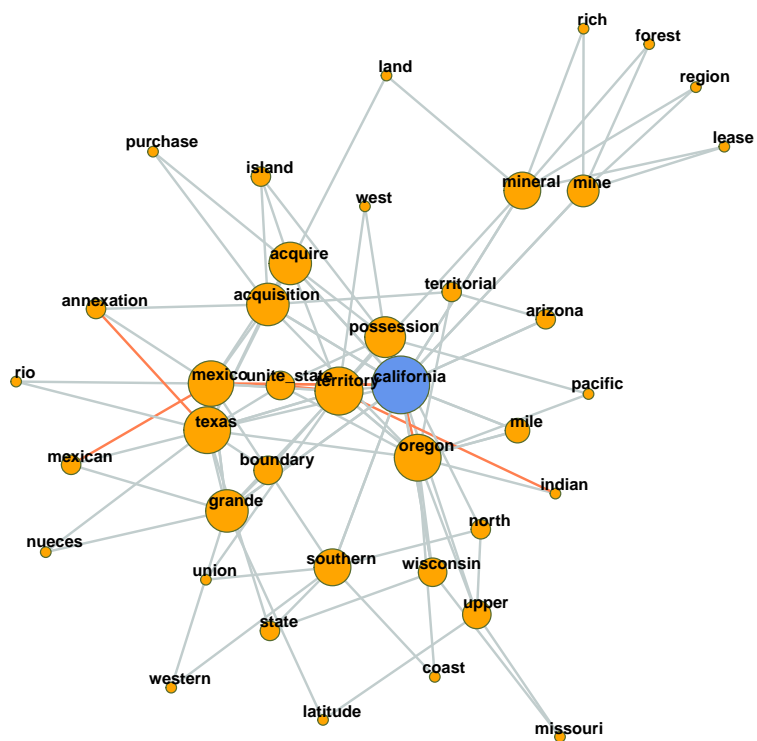 rich
forest
land
region
lease
purchase
island
west
mineral
mine
acquire
territorial
annexation
acquisition
arizona
possession
rio
mexico
unite_state
territory
california
pacific
texas
mile
oregon
mexican
boundary
indian
grande
north
nueces
union
southern
wisconsin
upper
state
coast
western
latitude
missouri